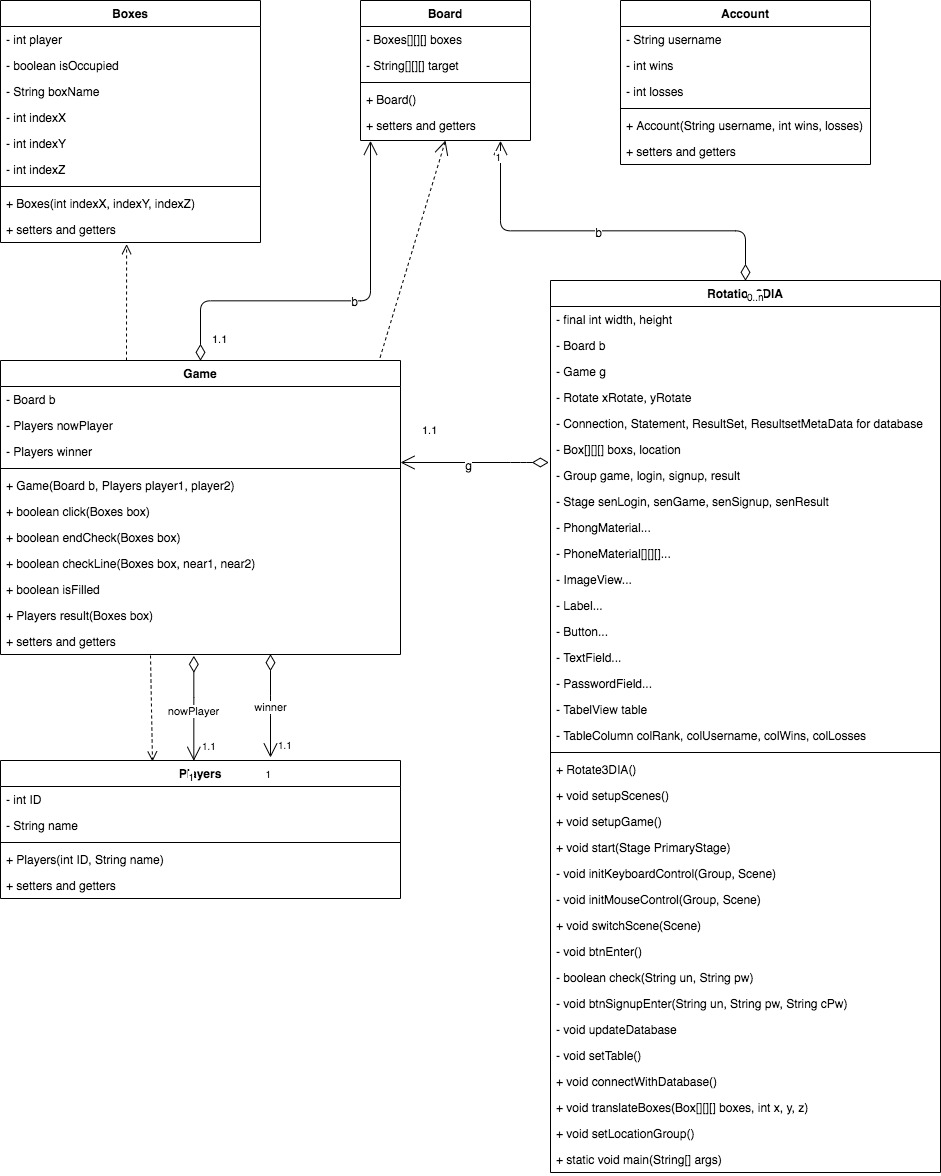 Boxes
- int player
- boolean isOccupied
- String boxName
- int indexX
- int indexY
- int indexZ
+ Boxes(int indexX, indexY, indexZ)
+ setters and getters
Board
- Boxes[][][] boxes
- String[][][] target
+ Board()
+ setters and getters
Account
- String username
- int wins
- int losses
+ Account(String username, int wins, losses)
+ setters and getters
1
b
b
1.1
Game
- Board b
- Players nowPlayer
- Players winner
+ Game(Board b, Players player1, player2)
+ boolean click(Boxes box)
+ boolean endCheck(Boxes box)
+ boolean checkLine(Boxes box, near1, near2)
+ boolean isFilled
+ Players result(Boxes box)
+ setters and getters
1.1
g
nowPlayer
winner
1.1
1.1
Players
1
1
- int ID
- String name
+ Players(int ID, String name)
+ setters and getters
0..n
- final int width, height
- Board b
- Game g
- Rotate xRotate, yRotate
- Connection, Statement, ResultSet, ResultsetMetaData for database
- Box[][][] boxs, location
- Group game, login, signup, result
- Stage senLogin, senGame, senSignup, senResult
- PhongMaterial...
- PhoneMaterial[][][]...
- ImageView...
- Label...
- Button...
- TextField...
- PasswordField...
- TabelView table
- TableColumn colRank, colUsername, colWins, colLosses
+ Rotate3DIA()
+ void setupScenes()
+ void setupGame()
+ void start(Stage PrimaryStage)
- void initKeyboardControl(Group, Scene)
- void initMouseControl(Group, Scene)
+ void switchScene(Scene)
- void btnEnter()
- boolean check(String un, String pw)
- void btnSignupEnter(String un, String pw, String cPw)
- void updateDatabase
- void setTable()
+ void connectWithDatabase()
+ void translateBoxes(Box[][][] boxes, int x, y, z)
+ void setLocationGroup()
+ static void main(String[] args)